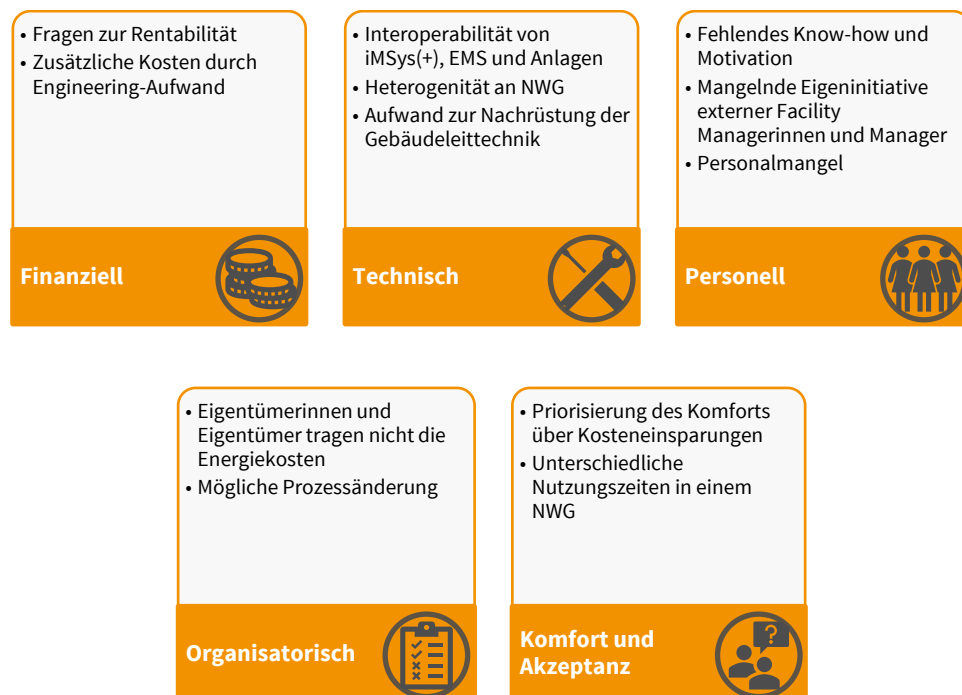 • Fragen zur Rentabilität
• Zusätzliche Kosten durch
Engineering-Aufwand
Finanziell
• Interoperabilität von
iMSys(+), EMS und Anlagen
• Heterogenität an NWG
• Aufwand zur Nachrüstung der
Gebäudeleittechnik
Technisch
• Fehlendes Know-how und
Motivation
• Mangelnde Eigeninitiative
externer Facility
Managerinnen und Manager
• Personalmangel
Personell
• Eigentümerinnen und
Eigentümer tragen nicht die
Energiekosten
• Mögliche Prozessänderung
Organisatorisch
• Priorisierung des Komforts
über Kosteneinsparungen
• Unterschiedliche
Nutzungszeiten in einem
NWG
Komfort und
Akzeptanz
?